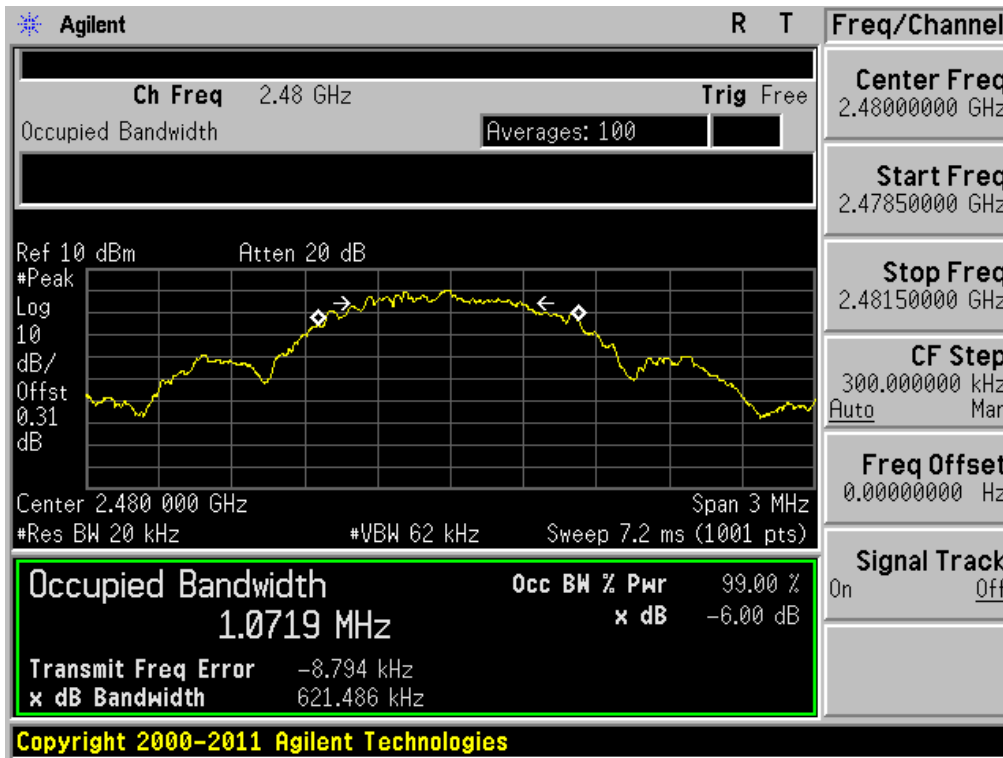 Agilent R T
Ch Freq 2.48 GHz Trig Free
Occupied Bandwidth Averages: 100
Ref 10 dBm Atten 20 dB
#Peak
Log
10
dB/
Offst
0.31
dB
Center 2.480 000 GHz Span 3 MHz
#Res BW 20 kHz #VBW 62 kHz Sweep 7.2 ms (1001 pts)
Occupied Bandwidth Occ BW % Pwr 99.00 %
1.0719 MHz x dB -6.00 dB
Transmit Freq Error -8.794 kHz
x dB Bandwidth 621.486 kHz
Copyright 2000-2011 Agilent Technologies
Freq/Channel
Center Freq
2.48000000 GHz
Start Freq
2.47850000 GHz
Stop Freq
2.48150000 GHz
CF Step
300.000000 kHz
Auto Man
Freq Offset
0.00000000 Hz
Signal Track
On Off